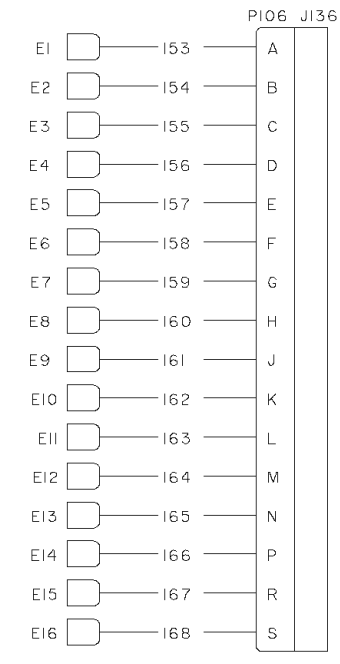 P106 J136
E1 153 A
E2 154 B
E3 155 C
E4 156 D
E5 157 E
E6 158 F
E7 159 G
E8 160 H
E9 161 J
E10 162 K
E11 163 L
E12 164 M
E13 165 N
E14 166 P
E15 167 R
E16 168 S